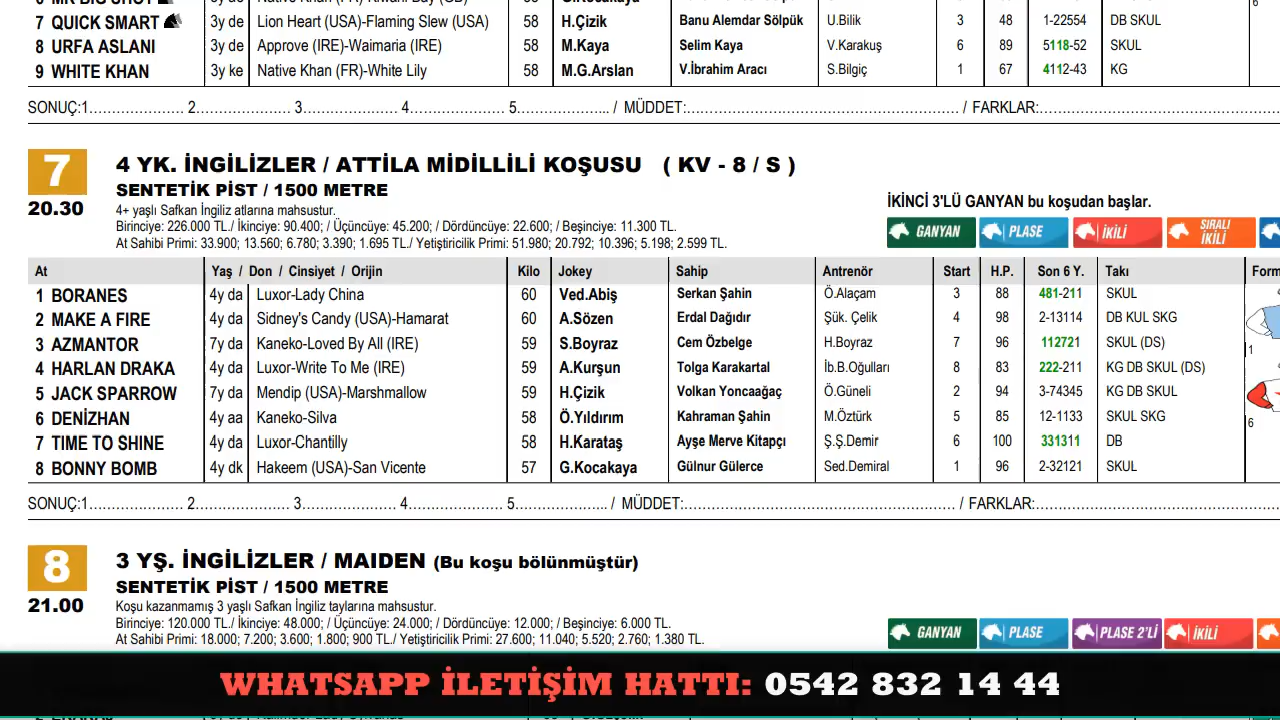 7 QUICK SMART 3y de Lion Heart (USA)-Flaming Slew (USA) 58 H.Çizik Banu Alemdar Sölpük U.Bilik 3 48 1-22554 DB SKUL
8 URFA ASLANI 3y de Approve (IRE)-Waimaria (IRE) 58 M.Kaya Selim Kaya V.Karakuş 6 89 5118-52 SKUL
9 WHITE KHAN 3y ke Native Khan (FR)-White Lily 58 M.G.Arslan V.İbrahim Aracı S.Bilgiç 1 67 4112-43 KG
SONUÇ:1...................... 2...................... 3...................... 4...................... 5..................... / MÜDDET:............................................................. / FARKLAR:.............................................................
7 4 YK. İNGİLİZLER / ATTİLA MİDİLLİLİ KOŞUSU ( KV - 8 / S )
SENTETİK PİST / 1500 METRE
20.30
4+ yaşlı Safkan İngiliz atlarına mahsustur.
İKİNCİ 3'LÜ GANYAN bu koşudan başlar.
Birinciye: 226.000 TL./ İkinciye: 90.400; / Üçüncüye: 45.200; / Dördüncüye: 22.600; / Beşinciye: 11.300 TL.
At Sahibi Primi: 33.900; 13.560; 6.780; 3.390; 1.695 TL./ Yetiştiricilik Primi: 51.980; 20.792; 10.396; 5.198; 2.599 TL.
GANYAN PLASE İKİLİ SIRALI İKİLİ
At Yaş / Don / Cinsiyet / Orijin Kilo Jokey Sahip Antrenör Start H.P. Son 6 Y. Takı Form
1 BORANES 4y da Luxor-Lady China 60 Ved.Abiş Serkan Şahin Ö.Alaçam 3 88 481-211 SKUL
2 MAKE A FIRE 4y da Sidney's Candy (USA)-Hamarat 60 A.Sözen Erdal Dağıdır Şük. Çelik 4 98 2-13114 DB KUL SKG
3 AZMANTOR 7y da Kaneko-Loved By All (IRE) 59 S.Boyraz Cem Özbelge H.Boyraz 7 96 112721 SKUL (DS) 1
4 HARLAN DRAKA 4y da Luxor-Write To Me (IRE) 59 A.Kurşun Tolga Karakartal İb.B.Oğulları 8 83 222-211 KG DB SKUL (DS)
5 JACK SPARROW 7y da Mendip (USA)-Marshmallow 59 H.Çizik Volkan Yoncaağaç Ö.Güneli 2 94 3-74345 KG DB SKUL
6 DENİZHAN 4y aa Kaneko-Silva 58 Ö.Yıldırım Kahraman Şahin M.Öztürk 5 85 12-1133 SKUL SKG 6
7 TIME TO SHINE 4y da Luxor-Chantilly 58 H.Karataş Ayşe Merve Kitapçı Ş.Ş.Demir 6 100 331311 DB
8 BONNY BOMB 4y dk Hakeem (USA)-San Vicente 57 G.Kocakaya Gülnur Gülerce Sed.Demiral 1 96 2-32121 SKUL
SONUÇ:1...................... 2...................... 3...................... 4...................... 5..................... / MÜDDET:............................................................. / FARKLAR:.............................................................
8 3 YŞ. İNGİLİZLER / MAIDEN (Bu koşu bölünmüştür)
SENTETİK PİST / 1500 METRE
21.00
Koşu kazanmamış 3 yaşlı Safkan İngiliz taylarına mahsustur.
Birinciye: 120.000 TL./ İkinciye: 48.000; / Üçüncüye: 24.000; / Dördüncüye: 12.000; / Beşinciye: 6.000 TL.
At Sahibi Primi: 18.000; 7.200; 3.600; 1.800; 900 TL./ Yetiştiricilik Primi: 27.600; 11.040; 5.520; 2.760; 1.380 TL.
GANYAN PLASE PLASE 2'Lİ İKİLİ
WHATSAPP İLETİŞİM HATTI: 0542 832 14 44